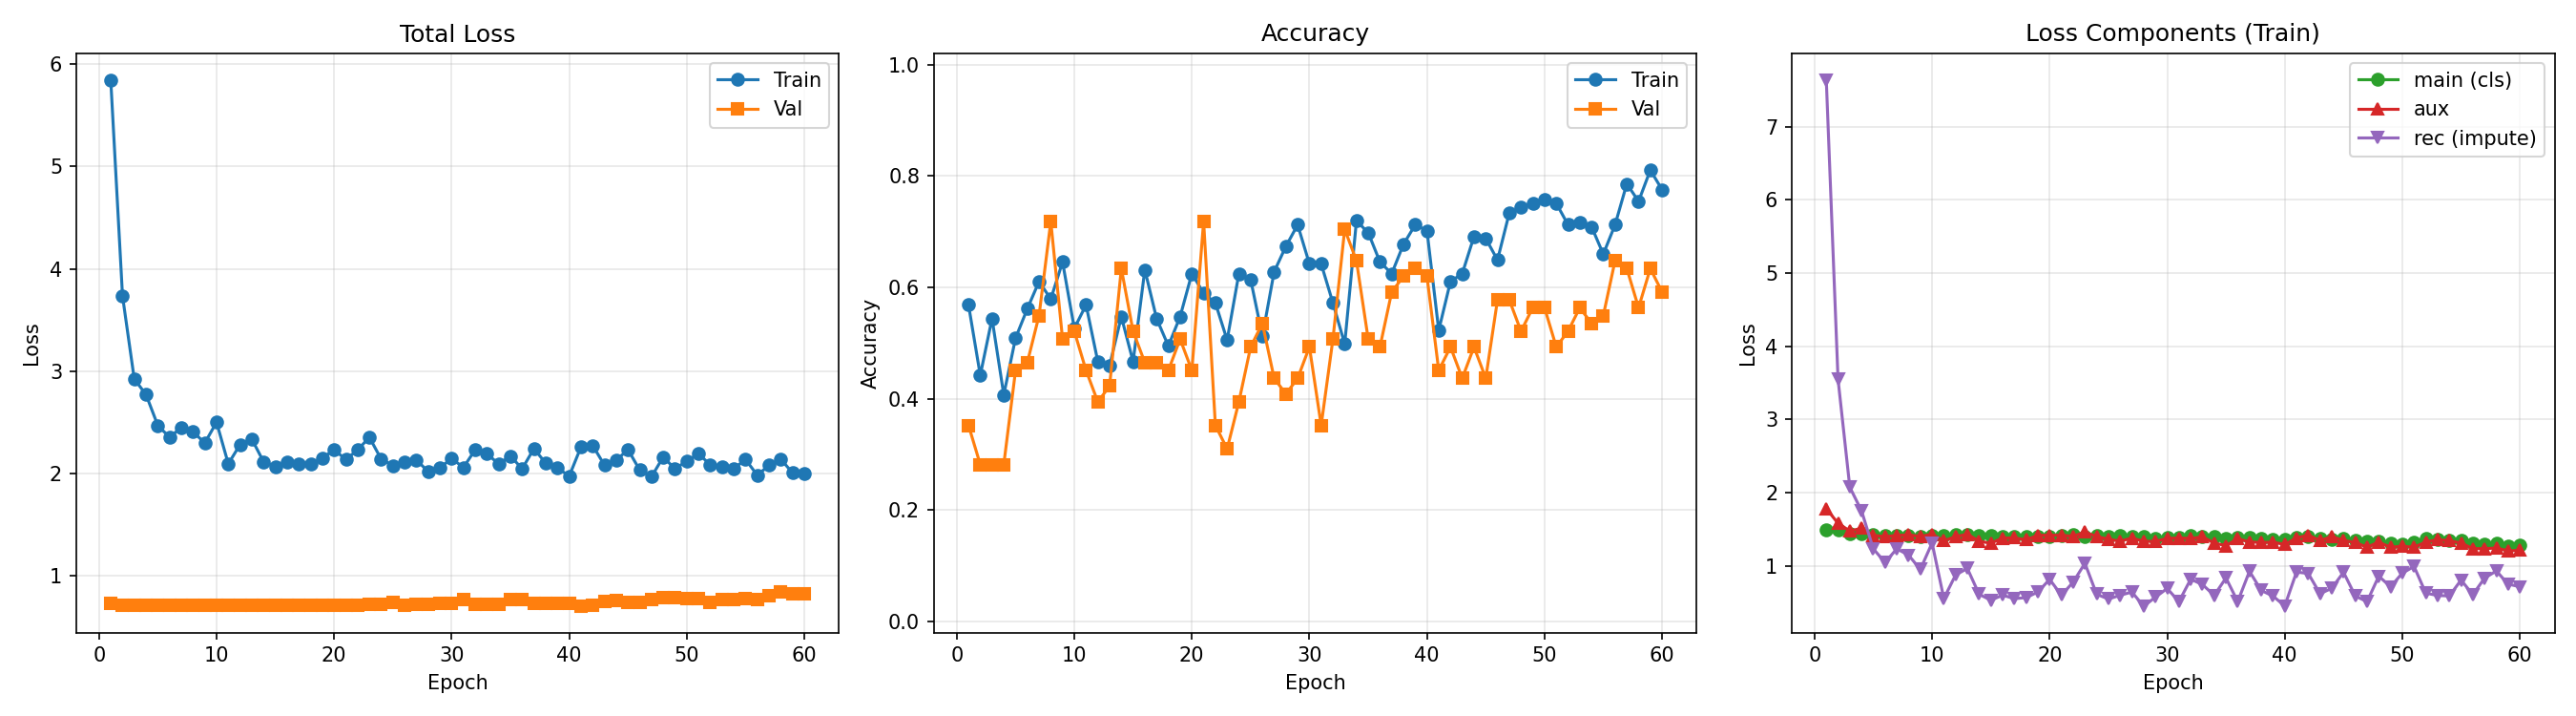 Total Loss
6
5
4
3
2
1
Loss
0 10 20 30 40 50 60
Epoch
Train
Val
Accuracy
1.0
0.8
0.6
0.4
0.2
0.0
Accuracy
0 10 20 30 40 50 60
Epoch
Train
Val
Loss Components (Train)
7
6
5
4
3
2
1
Loss
0 10 20 30 40 50 60
Epoch
main (cls)
aux
rec (impute)